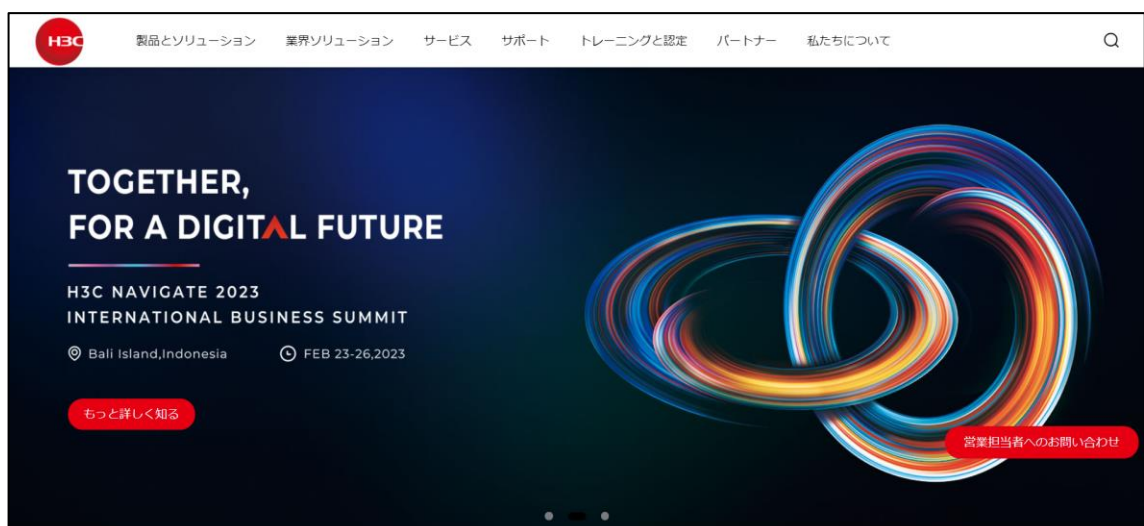 H3C
製品とソリューション 業界ソリューション サービス サポート トレーニングと認定 パートナー 私たちについて
TOGETHER,
FOR A DIGITAL FUTURE
H3C NAVIGATE 2023
INTERNATIONAL BUSINESS SUMMIT
Bali Island,Indonesia FEB 23-26,2023
もっと詳しく知る
営業担当者へのお問い合わせ